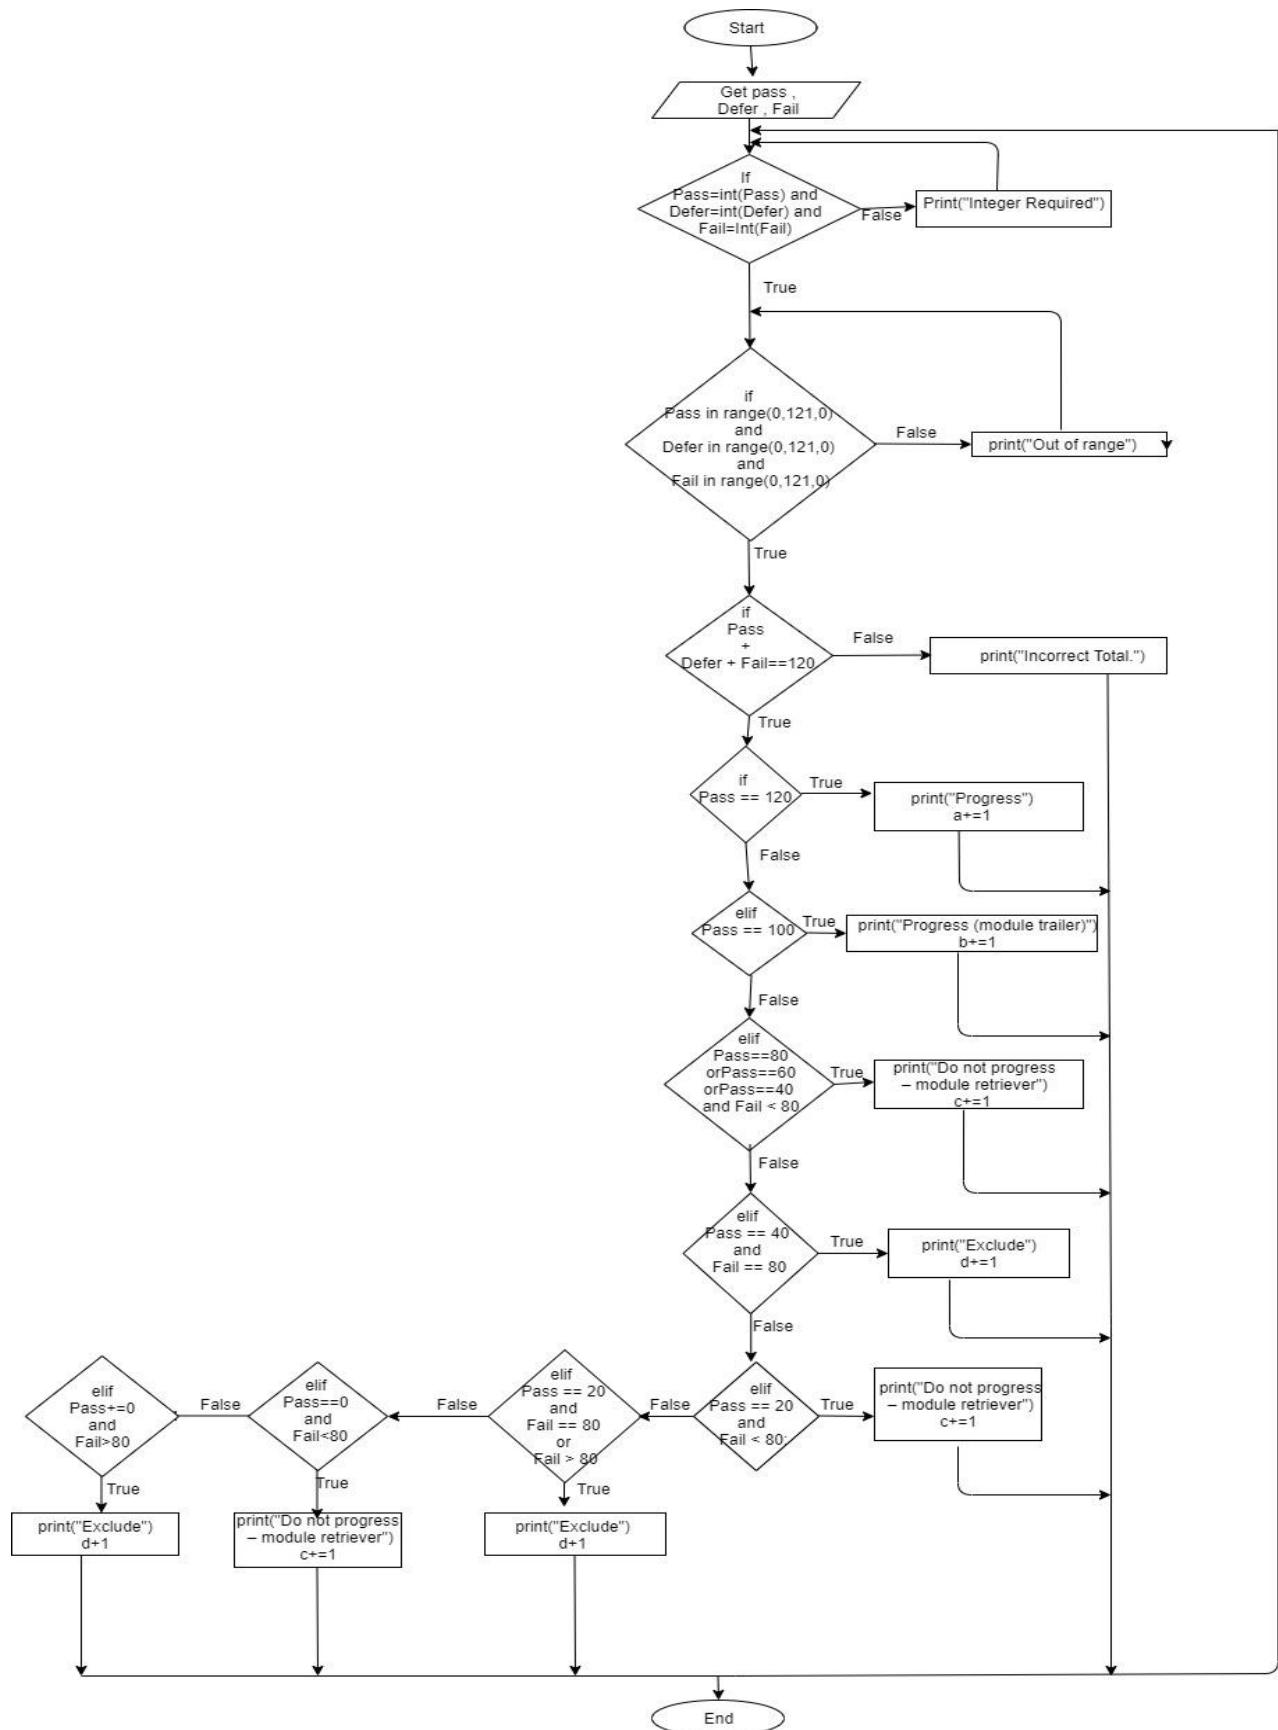 Start
Get pass ,
Defer , Fail
If
Pass=int(Pass) and
Defer=int(Defer) and
Fail=Int(Fail)
False
Print("Integer Required")
True
if
Pass in range(0,121,0)
and
Defer in range(0,121,0)
and
Fail in range(0,121,0)
False
print("Out of range")
True
if
Pass
+
Defer + Fail==120
False
print("Incorrect Total.")
True
if
Pass == 120
True
print("Progress")
a+=1
False
elif
Pass == 100
True
print("Progress (module trailer)")
b+=1
False
elif
Pass==80
orPass==60
orPass==40
and Fail < 80
True
print("Do not progress
– module retriever")
c+=1
False
elif
Pass == 40
and
Fail == 80
True
print("Exclude")
d+=1
False
elif
Pass == 20
and
Fail < 80:
True
print("Do not progress
– module retriever")
c+=1
False
elif
Pass == 20
and
Fail == 80
or
Fail > 80
True
print("Exclude")
d+1
False
elif
Pass==0
and
Fail<80
True
print("Do not progress
– module retriever")
c+=1
False
elif
Pass+=0
and
Fail>80
True
print("Exclude")
d+1
End